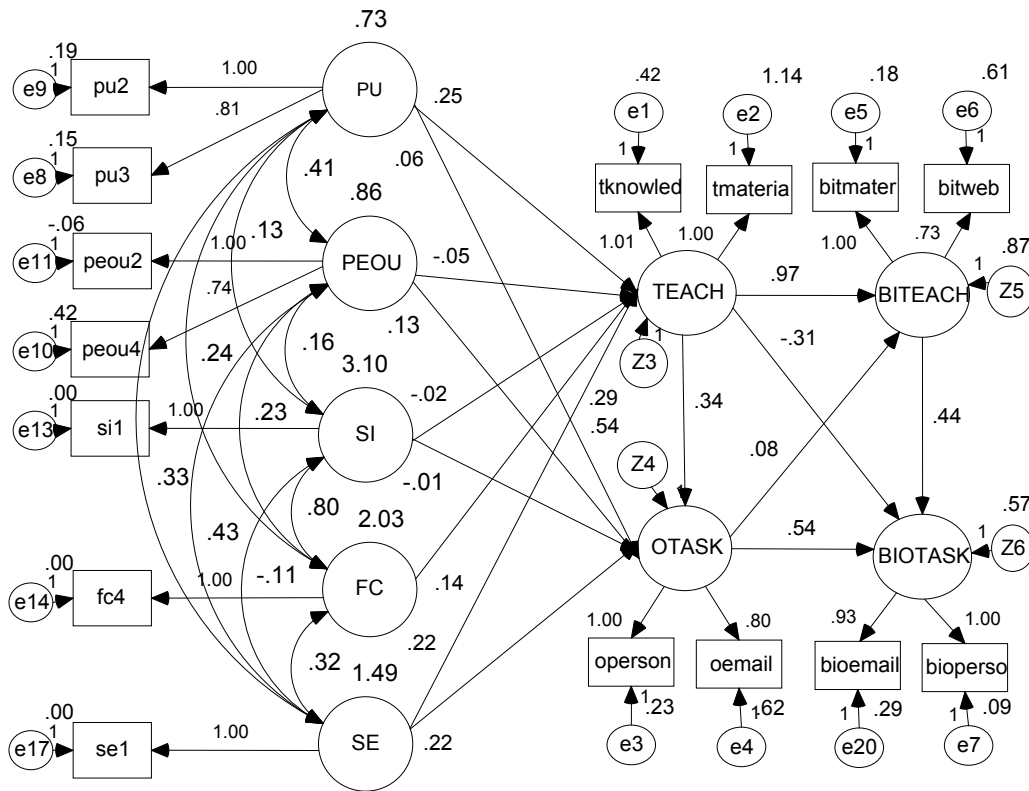 .73
.19
1
e9
pu2
1.00
PU
.25
.81
.15
1
e8
pu3
.06
.41
.86
-.06
1
e11
peou2
1.00
.13
PEOU
-.05
.74
.42
1
e10
peou4
.24
.16
.13
3.10
.00
1
e13
si1
1.00
.23
SI
-.02
.29
.54
.33
.43
.80
-.01
2.03
.00
1
e14
fc4
1.00
-.11
FC
.14
.32
.22
1.49
.00
1
e17
se1
1.00
SE
.22
.42
1.14
.18
.61
e1
e2
e5
e6
1
1
1
1
tknowled
tmateria
bitmater
bitweb
1.01
1.00
1.00
.73
.87
TEACH
.97
BITEACH
1
Z5
1
Z3
-.31
.34
.44
.08
Z4
1
OTASK
.54
BIOTASK
.57
1
Z6
1.00
.80
.93
1.00
operson
oemail
bioemail
bioperso
1
.23
1
.62
1
.29
1
.09
e3
e4
e20
e7